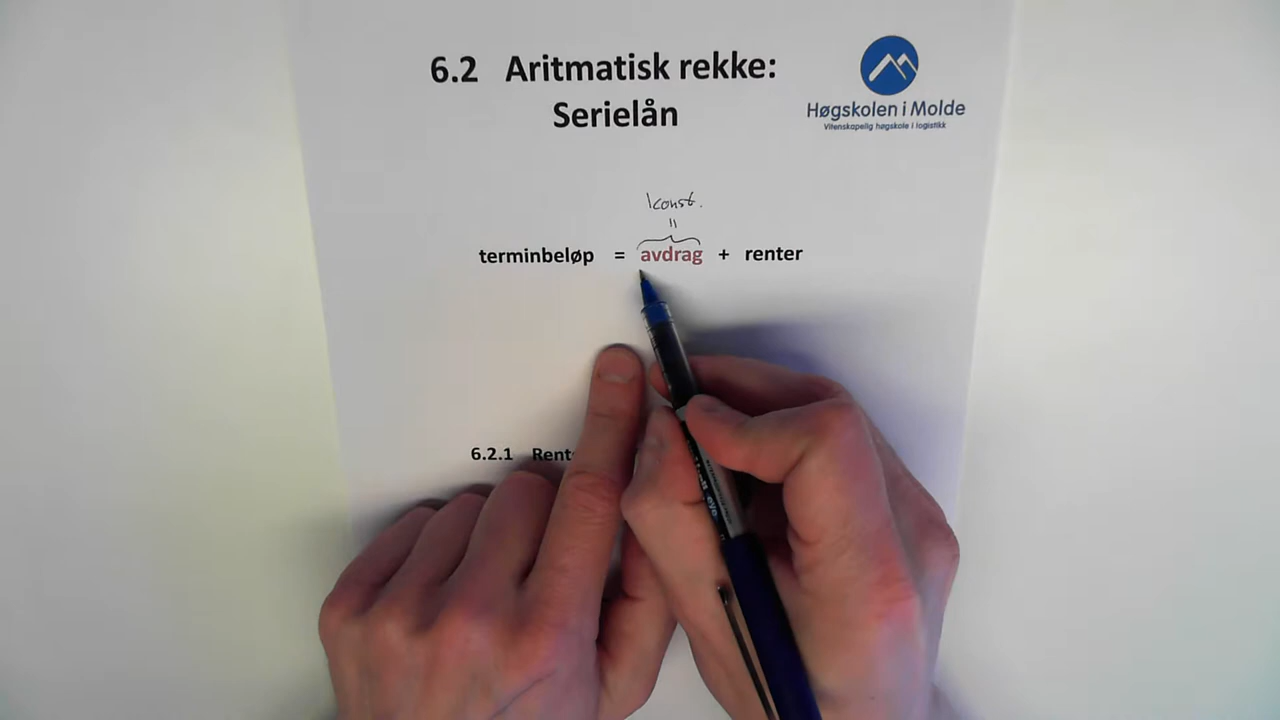 6.2 Aritmatisk rekke:
Serielån
Høgskolen i Molde
Vitenskapelig høgskole i logistikk
konst.
=
terminbeløp = avdrag + renter
6.2.1